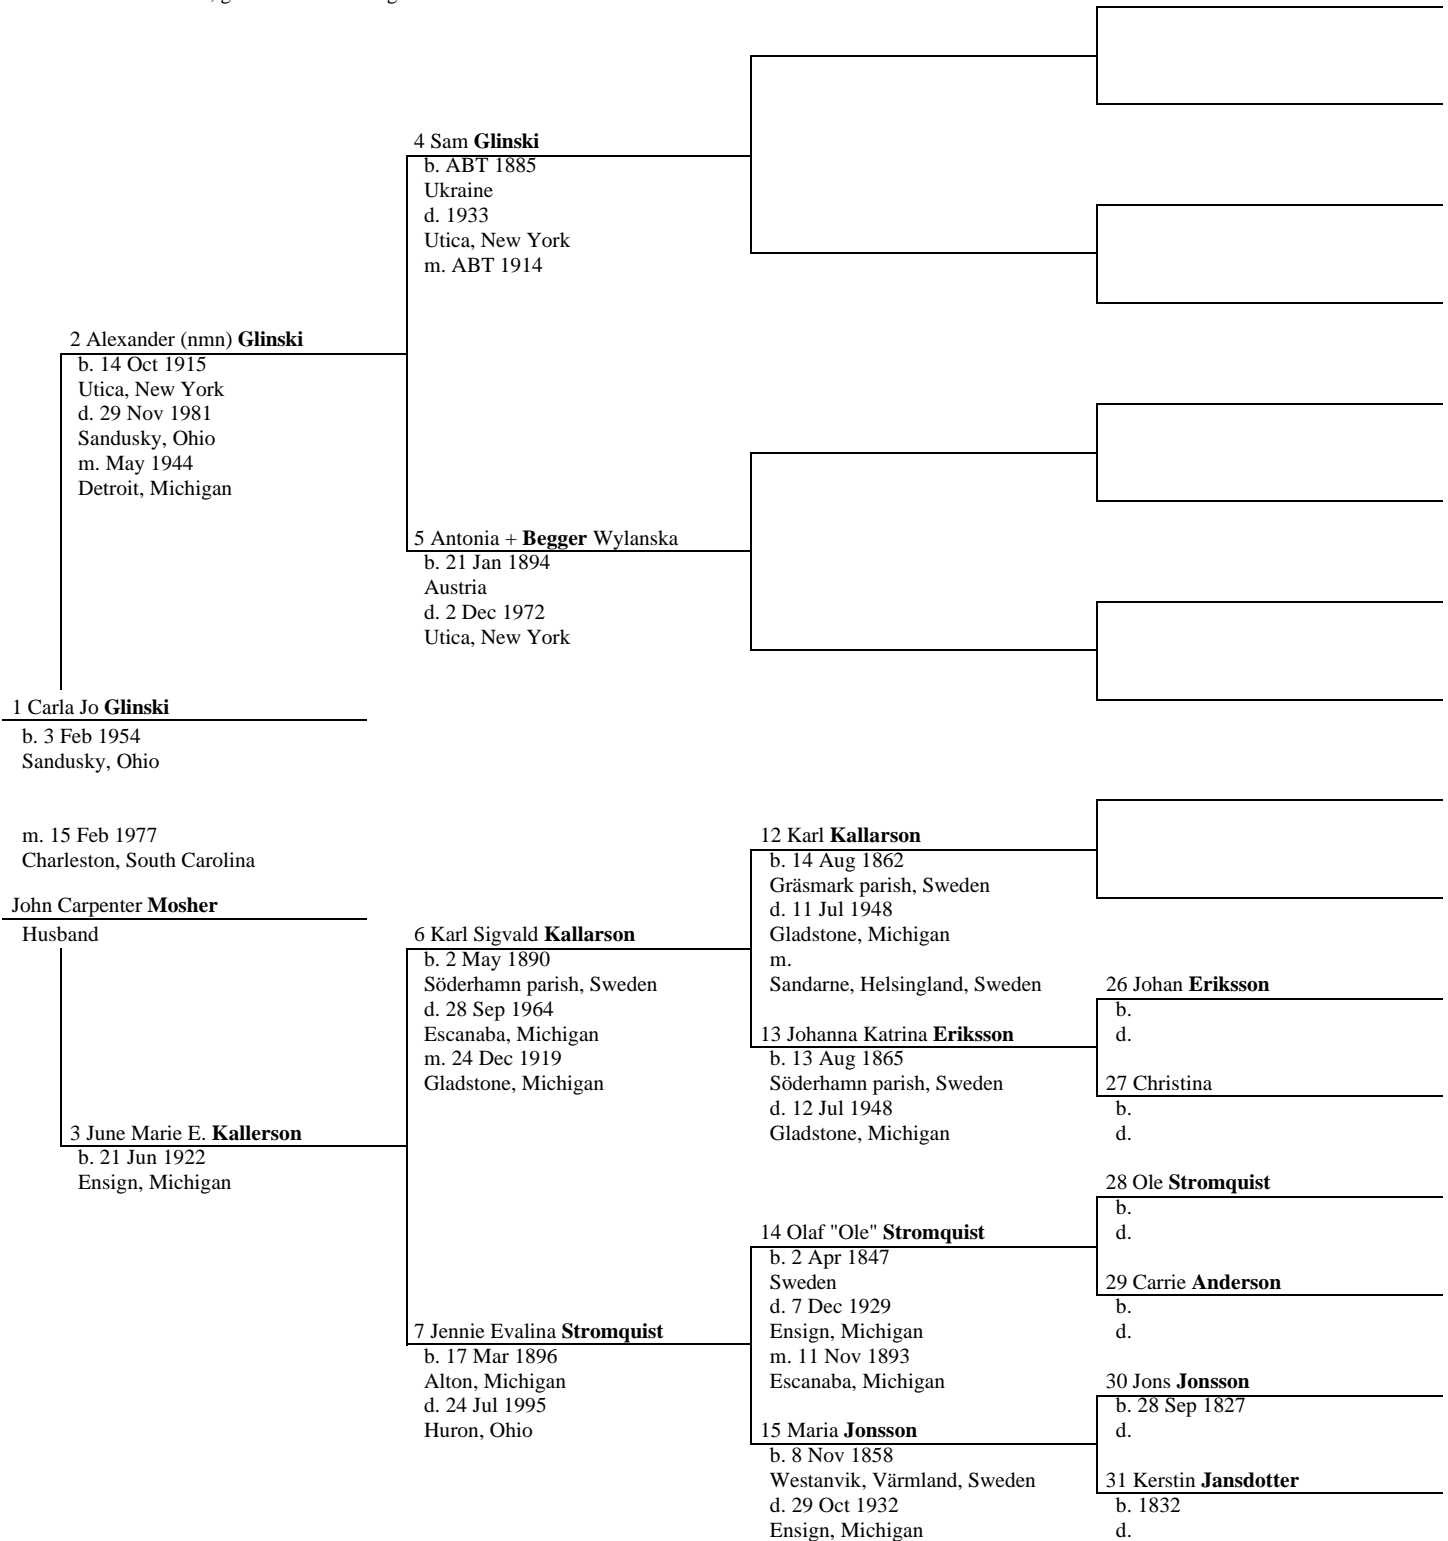 4 Sam Glinski
b. ABT 1885
Ukraine
d. 1933
Utica, New York
m. ABT 1914
2 Alexander (nmn) Glinski
b. 14 Oct 1915
Utica, New York
d. 29 Nov 1981
Sandusky, Ohio
m. May 1944
Detroit, Michigan
5 Antonia + Begger Wylanska
b. 21 Jan 1894
Austria
d. 2 Dec 1972
Utica, New York
1 Carla Jo Glinski
b. 3 Feb 1954
Sandusky, Ohio
m. 15 Feb 1977
Charleston, South Carolina
John Carpenter Mosher
Husband
12 Karl Kallarson
b. 14 Aug 1862
Gräsmark parish, Sweden
d. 11 Jul 1948
Gladstone, Michigan
m.
Sandarne, Helsingland, Sweden
6 Karl Sigvald Kallarson
b. 2 May 1890
Söderhamn parish, Sweden
d. 28 Sep 1964
Escanaba, Michigan
m. 24 Dec 1919
Gladstone, Michigan
26 Johan Eriksson
b.
d.
13 Johanna Katrina Eriksson
b. 13 Aug 1865
Söderhamn parish, Sweden
d. 12 Jul 1948
Gladstone, Michigan
27 Christina
b.
d.
3 June Marie E. Kallerson
b. 21 Jun 1922
Ensign, Michigan
28 Ole Stromquist
b.
d.
14 Olaf "Ole" Stromquist
b. 2 Apr 1847
Sweden
d. 7 Dec 1929
Ensign, Michigan
m. 11 Nov 1893
Escanaba, Michigan
29 Carrie Anderson
b.
d.
7 Jennie Evalina Stromquist
b. 17 Mar 1896
Alton, Michigan
d. 24 Jul 1995
Huron, Ohio
30 Jons Jonsson
b. 28 Sep 1827
d.
15 Maria Jonsson
b. 8 Nov 1858
Westanvik, Värmland, Sweden
d. 29 Oct 1932
Ensign, Michigan
31 Kerstin Jansdotter
b. 1832
d.